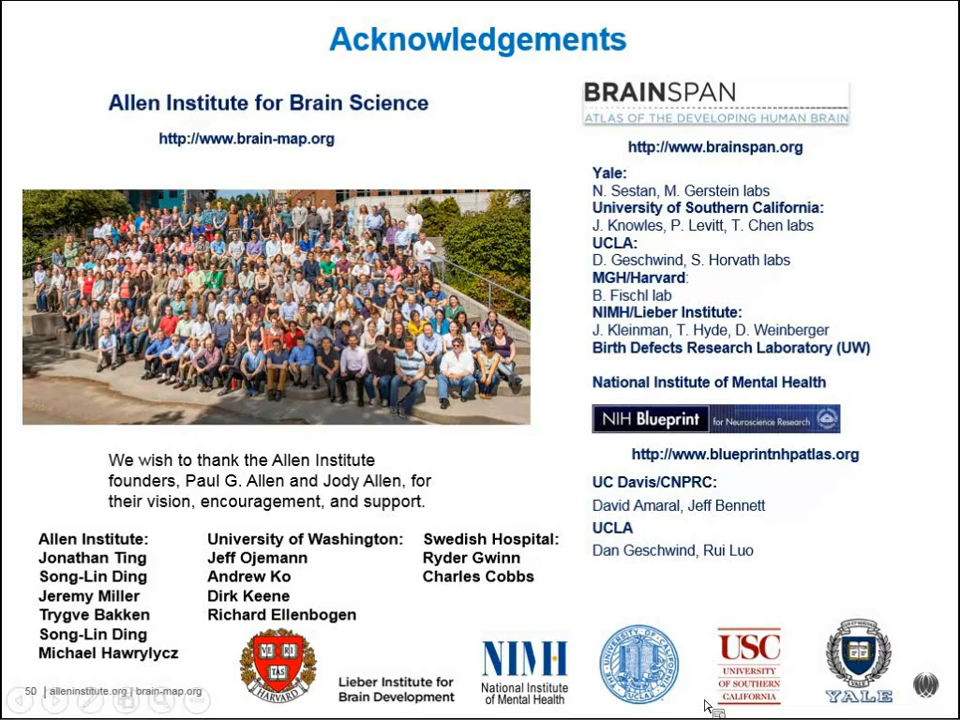 Acknowledgements
Allen Institute for Brain Science
http://www.brain-map.org
We wish to thank the Allen Institute
founders, Paul G. Allen and Jody Allen, for
their vision, encouragement, and support.
Allen Institute:
Jonathan Ting
Song-Lin Ding
Jeremy Miller
Trygve Bakken
Song-Lin Ding
Michael Hawrylycz
University of Washington:
Jeff Ojemann
Andrew Ko
Dirk Keene
Richard Ellenbogen
Swedish Hospital:
Ryder Gwinn
Charles Cobbs
BRAINSPAN
ATLAS OF THE DEVELOPING HUMAN BRAIN
http://www.brainspan.org
Yale:
N. Sestan, M. Gerstein labs
University of Southern California:
J. Knowles, P. Levitt, T. Chen labs
UCLA:
D. Geschwind, S. Horvath labs
MGH/Harvard:
B. Fischl lab
NIMH/Lieber Institute:
J. Kleinman, T. Hyde, D. Weinberger
Birth Defects Research Laboratory (UW)
National Institute of Mental Health
NIH Blueprint for Neuroscience Research
http://www.blueprintnhpatlas.org
UC Davis/CNPRC:
David Amaral, Jeff Bennett
UCLA
Dan Geschwind, Rui Luo
VE RI
TAS
HARVARD
Lieber Institute for
Brain Development
NIMH
National Institute
of Mental Health
USC
UNIVERSITY
OF SOUTHERN
CALIFORNIA
YALE
50 | alleninstitute.org | brain-map.org